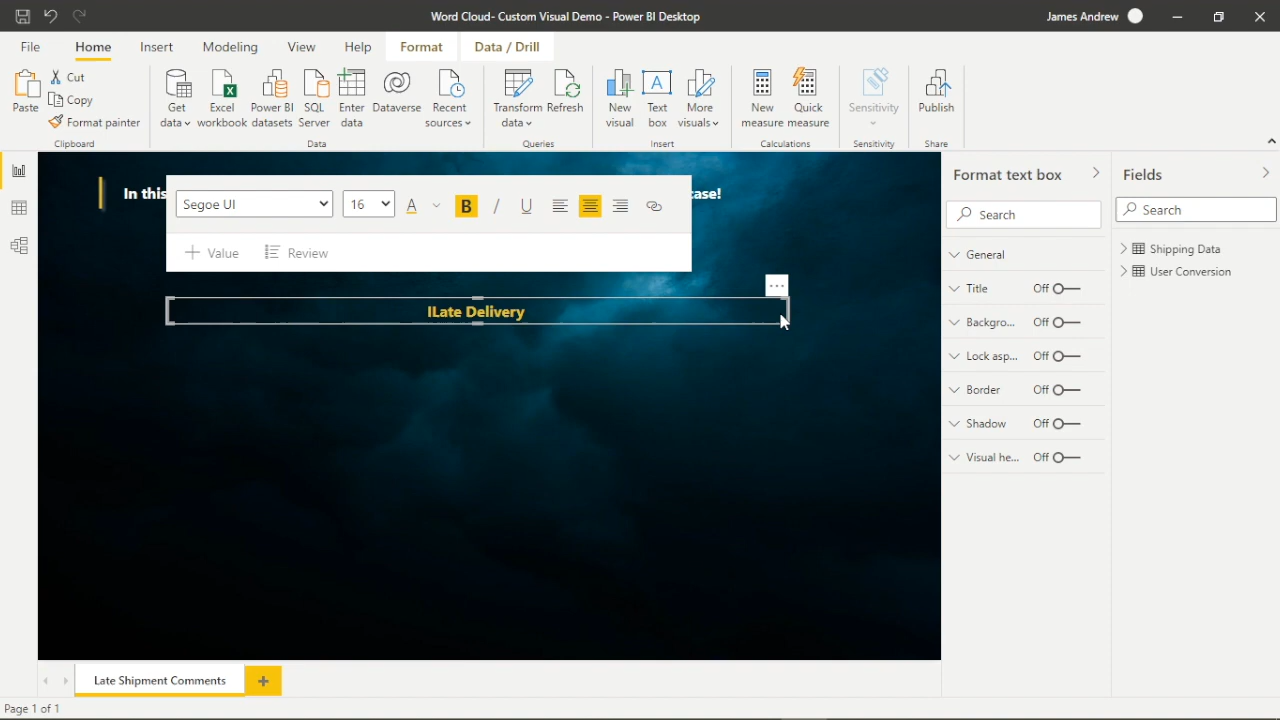 Word Cloud- Custom Visual Demo - Power BI Desktop
James Andrew
File Home Insert Modeling View Help Format Data / Drill
Paste
Cut
Copy
Format painter
Get data
Excel workbook
Power BI datasets
SQL Server
Enter data
Dataverse
Recent sources
Transform data
Refresh
New visual
Text box
More visuals
New measure
Quick measure
Sensitivity
Publish
Clipboard Data Queries Insert Calculations Sensitivity Share
In this
case!
Segoe UI 16 A B / U
Value Review
...
ILate Delivery
Format text box
Search
General
Title Off
Backgro... Off
Lock asp... Off
Border Off
Shadow Off
Visual he... Off
Fields
Search
Shipping Data
User Conversion
Late Shipment Comments +
Page 1 of 1